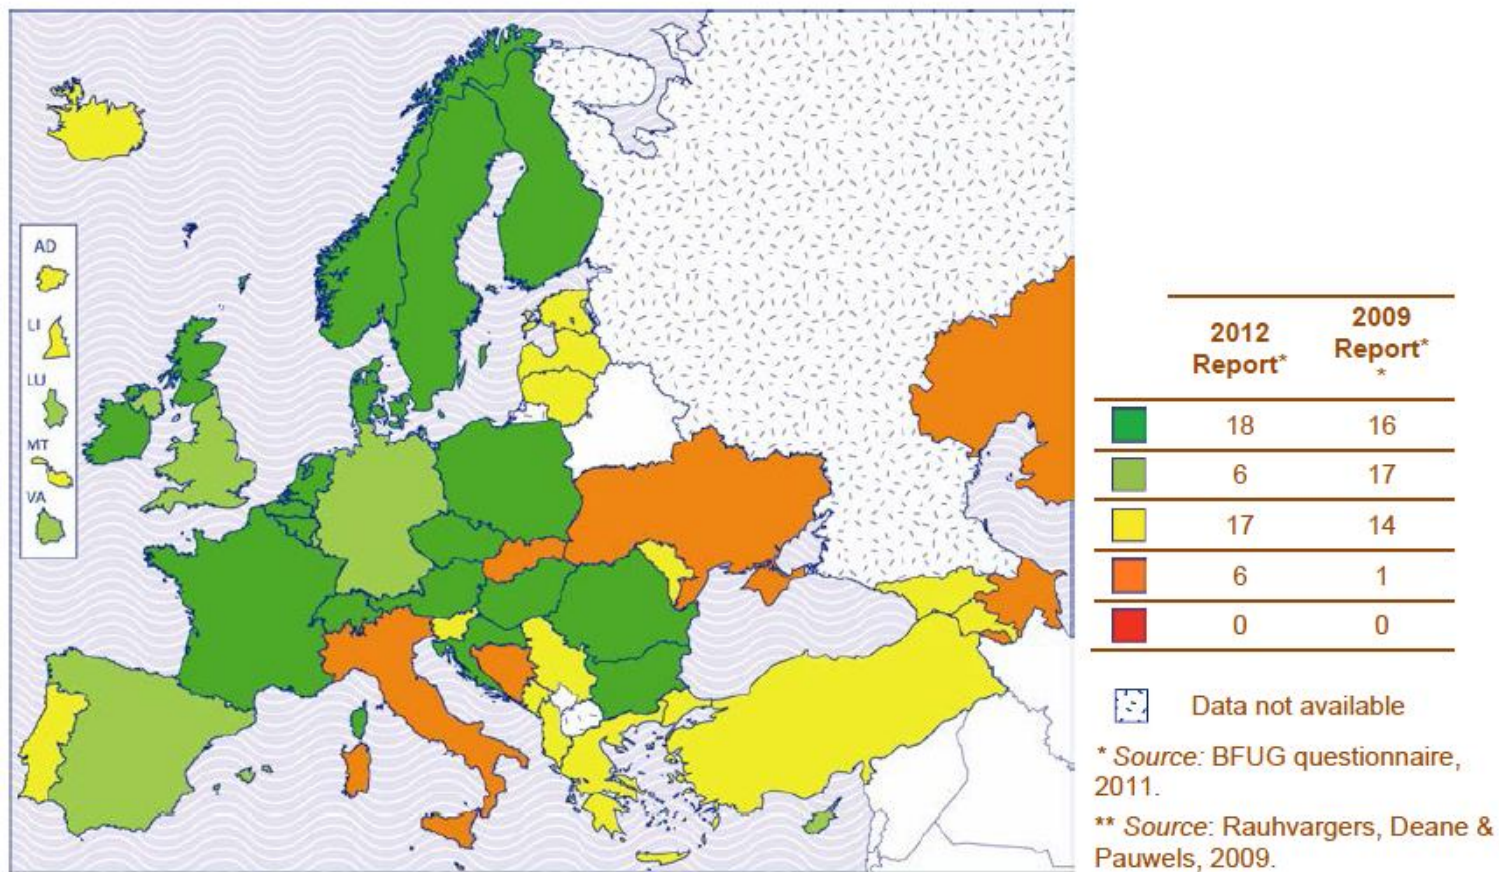 AD
LI
LU
MT
VA
2012 Report*
2009 Report*
*
18 16
6 17
17 14
6 1
0 0
Data not available
* Source: BFUG questionnaire,
2011.
** Source: Rauhvargers, Deane &
Pauwels, 2009.